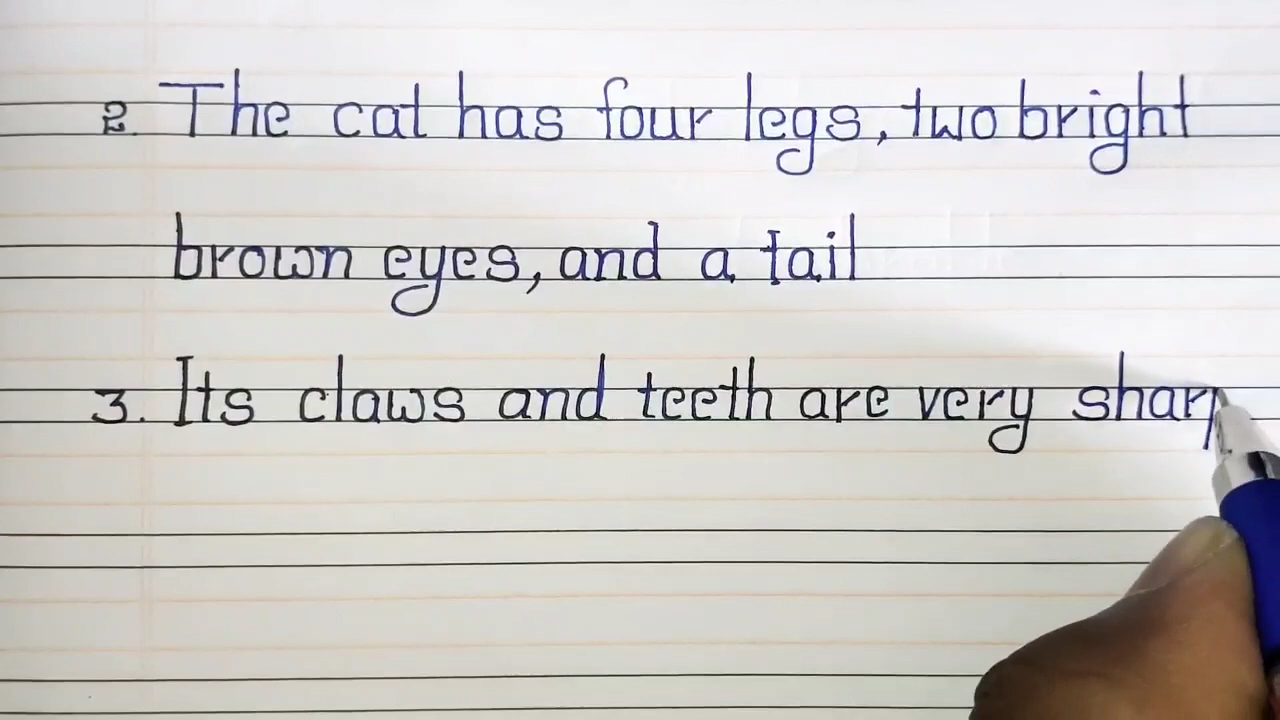 2. The cat has four legs, two bright
brown eyes, and a tail
3. Its claws and teeth are very sharp